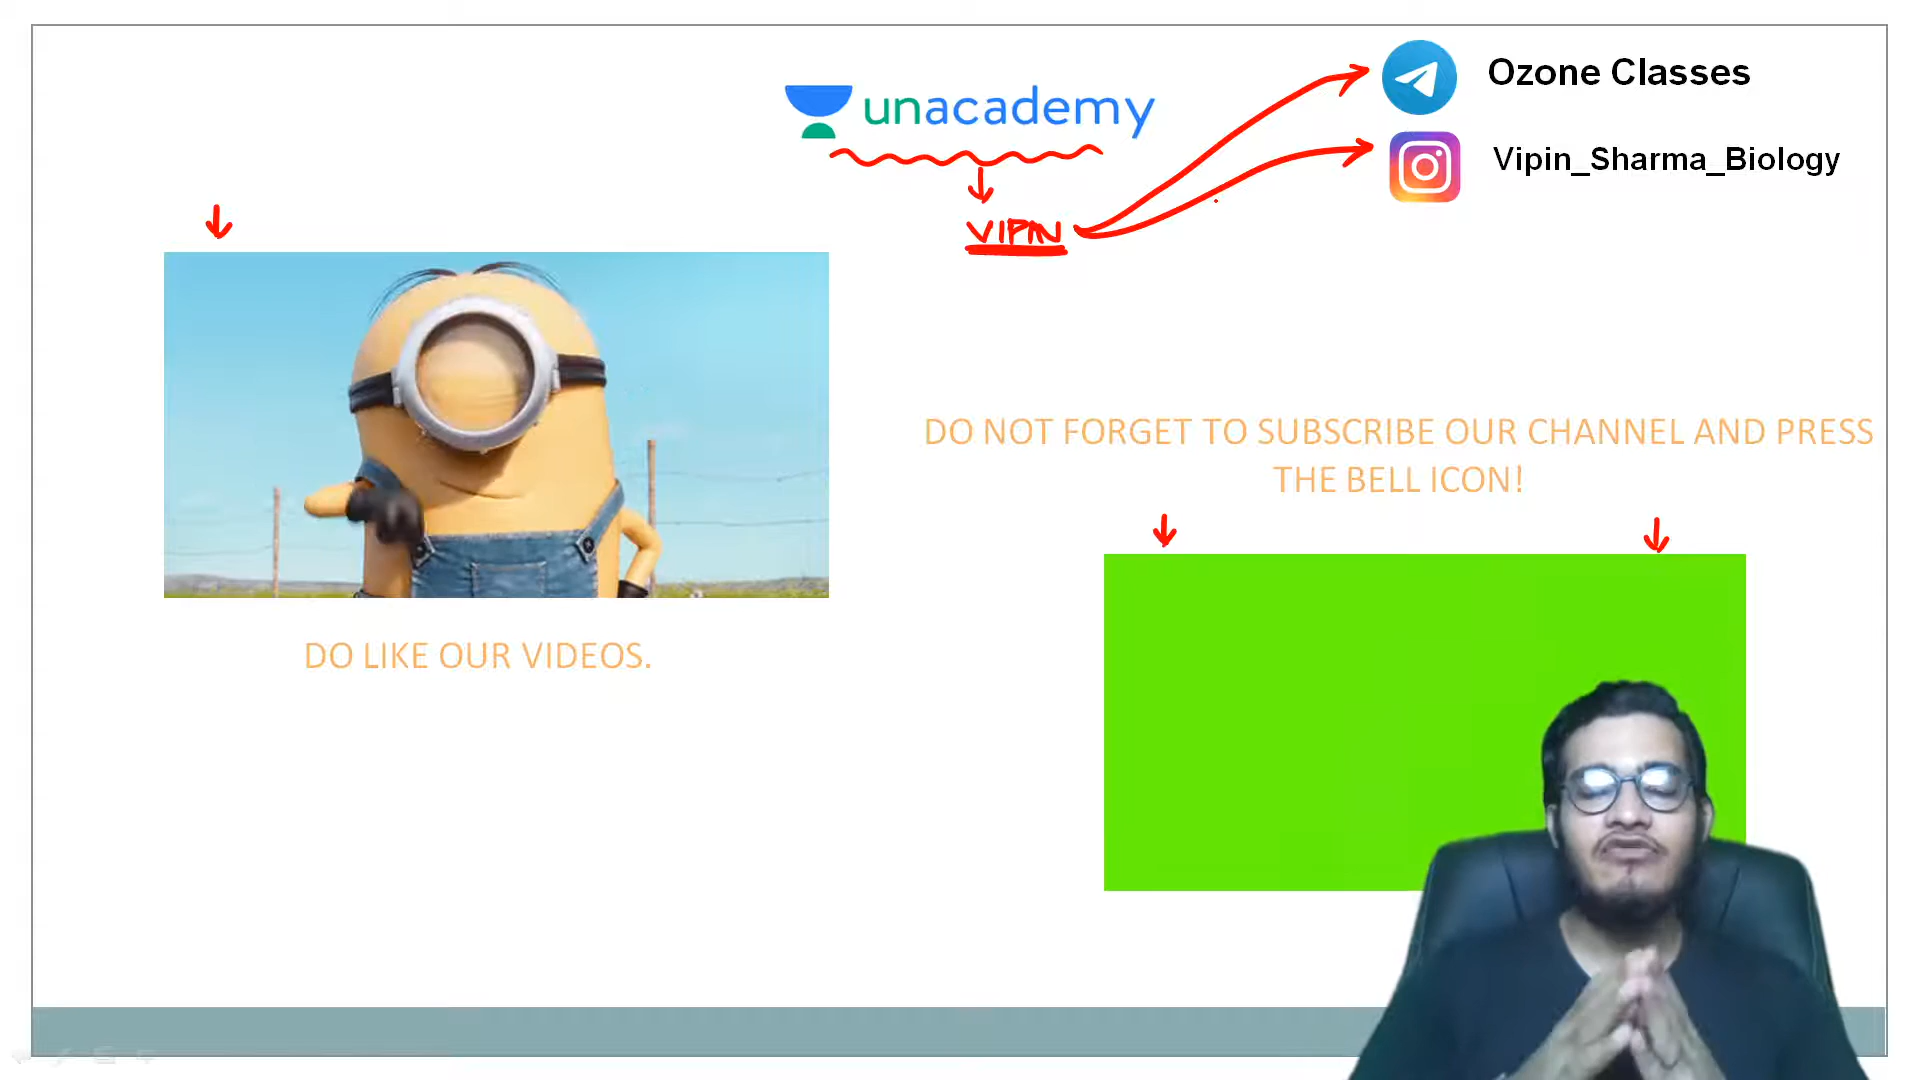 unacademy
VIPIN
Ozone Classes
Vipin_Sharma_Biology
DO NOT FORGET TO SUBSCRIBE OUR CHANNEL AND PRESS
THE BELL ICON!
DO LIKE OUR VIDEOS.